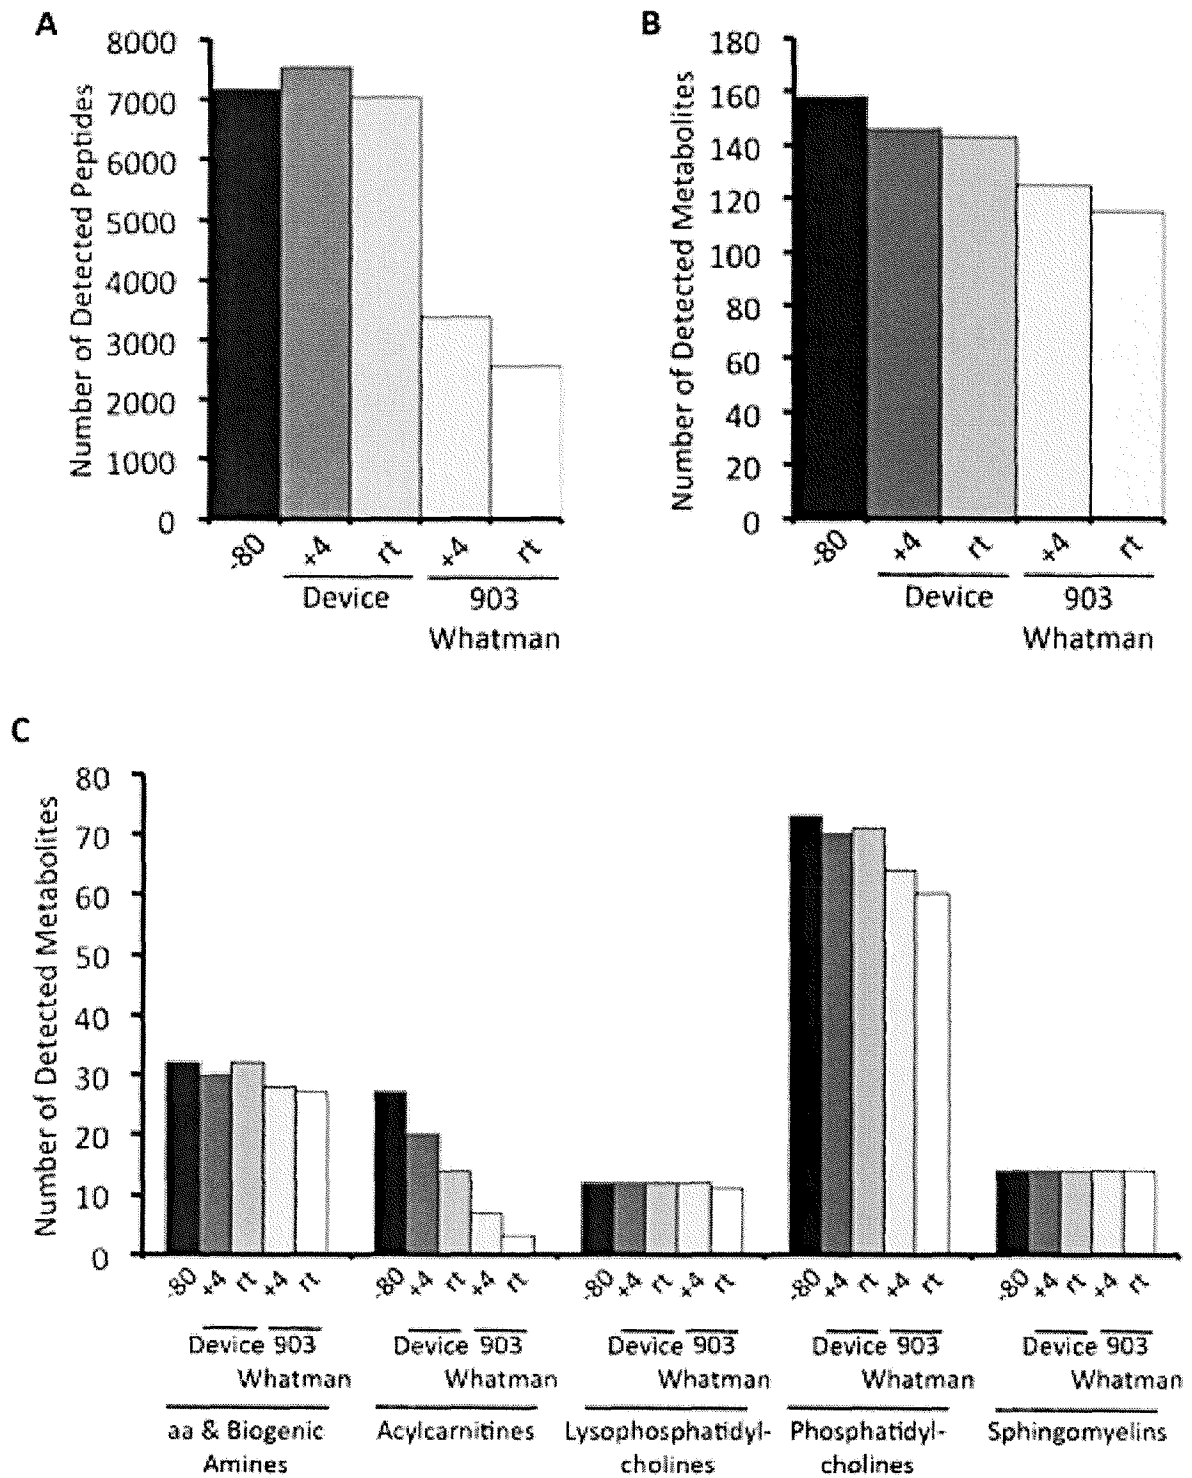 A
Number of Detected Peptides
8000
7000
6000
5000
4000
3000
2000
1000
0
-80 +4 rt +4 rt
Device 903
Whatman
B
Number of Detected Metabolites
180
160
140
120
100
80
60
40
20
0
-80 +4 rt +4 rt
Device 903
Whatman
C
Number of Detected Metabolites
80
70
60
50
40
30
20
10
0
-80 +4 rt +4 rt -80 +4 rt +4 rt -80 +4 rt +4 rt -80 +4 rt +4 rt -80 +4 rt +4 rt
Device 903 Device 903 Device 903 Device 903 Device 903
Whatman Whatman Whatman Whatman Whatman
aa & Biogenic Acylcarnitines Lysophosphatidyl- Phosphatidyl- Sphingomyelins
Amines cholines cholines